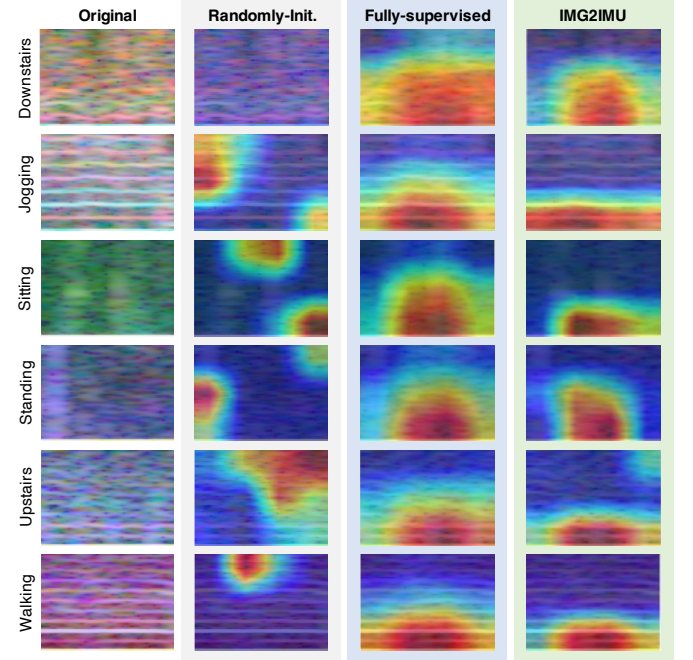 Original Randomly-Init. Fully-supervised IMG2IMU
Downstairs
Jogging
Sitting
Standing
Upstairs
Walking